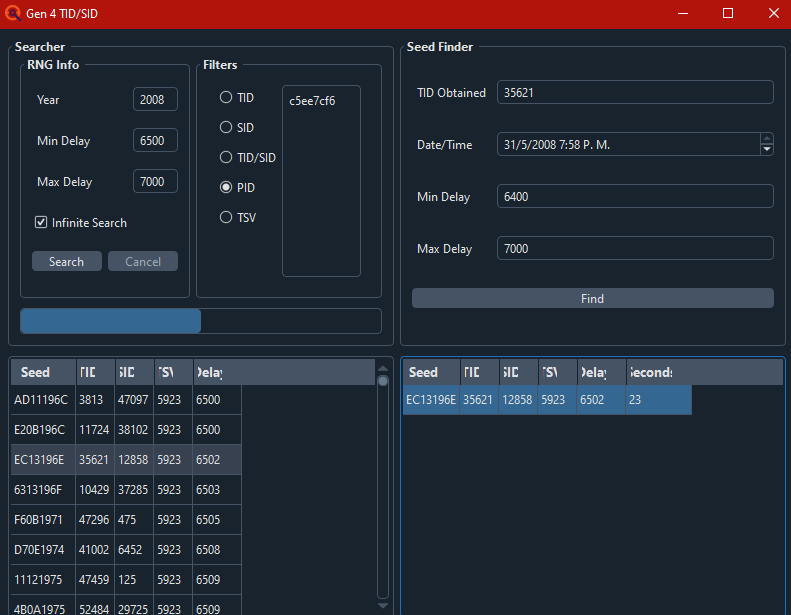 Gen 4 TID/SID
Searcher
RNG Info
Year 2008
Min Delay 6500
Max Delay 7000
Infinite Search
Search Cancel
Filters
TID
SID
TID/SID
PID
TSV
c5ee7cf6
Seed Finder
TID Obtained 35621
Date/Time 31/5/2008 7:58 P. M.
Min Delay 6400
Max Delay 7000
Find
Seed TID SID TSV Delay
AD11196C 3813 47097 5923 6500
E20B196C 11724 38102 5923 6500
EC13196E 35621 12858 5923 6502
6313196F 10429 37285 5923 6503
F60B1971 47296 475 5923 6505
D70E1974 41002 6452 5923 6508
11121975 47459 125 5923 6509
4B0A1975 52484 29725 5923 6509
Seed TID SID TSV Delay Seconds
EC13196E 35621 12858 5923 6502 23